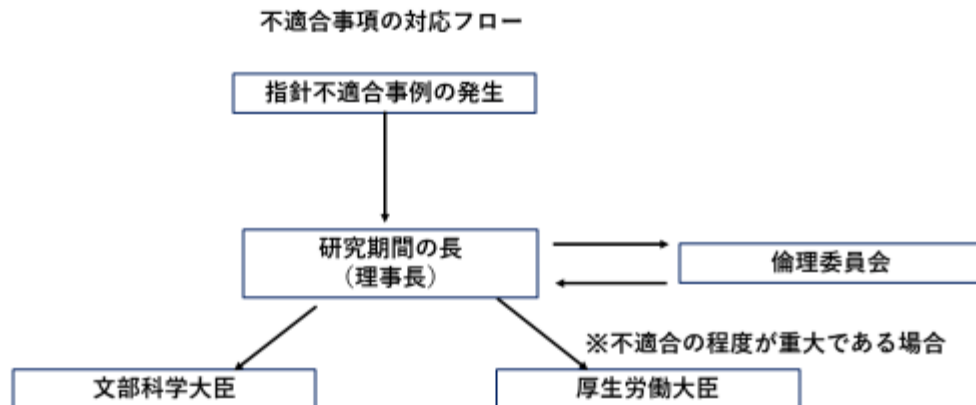 不適合事項の対応フロー
指針不適合事例の発生
研究期間の長
（理事長）
倫理委員会
※不適合の程度が重大である場合
文部科学大臣
厚生労働大臣